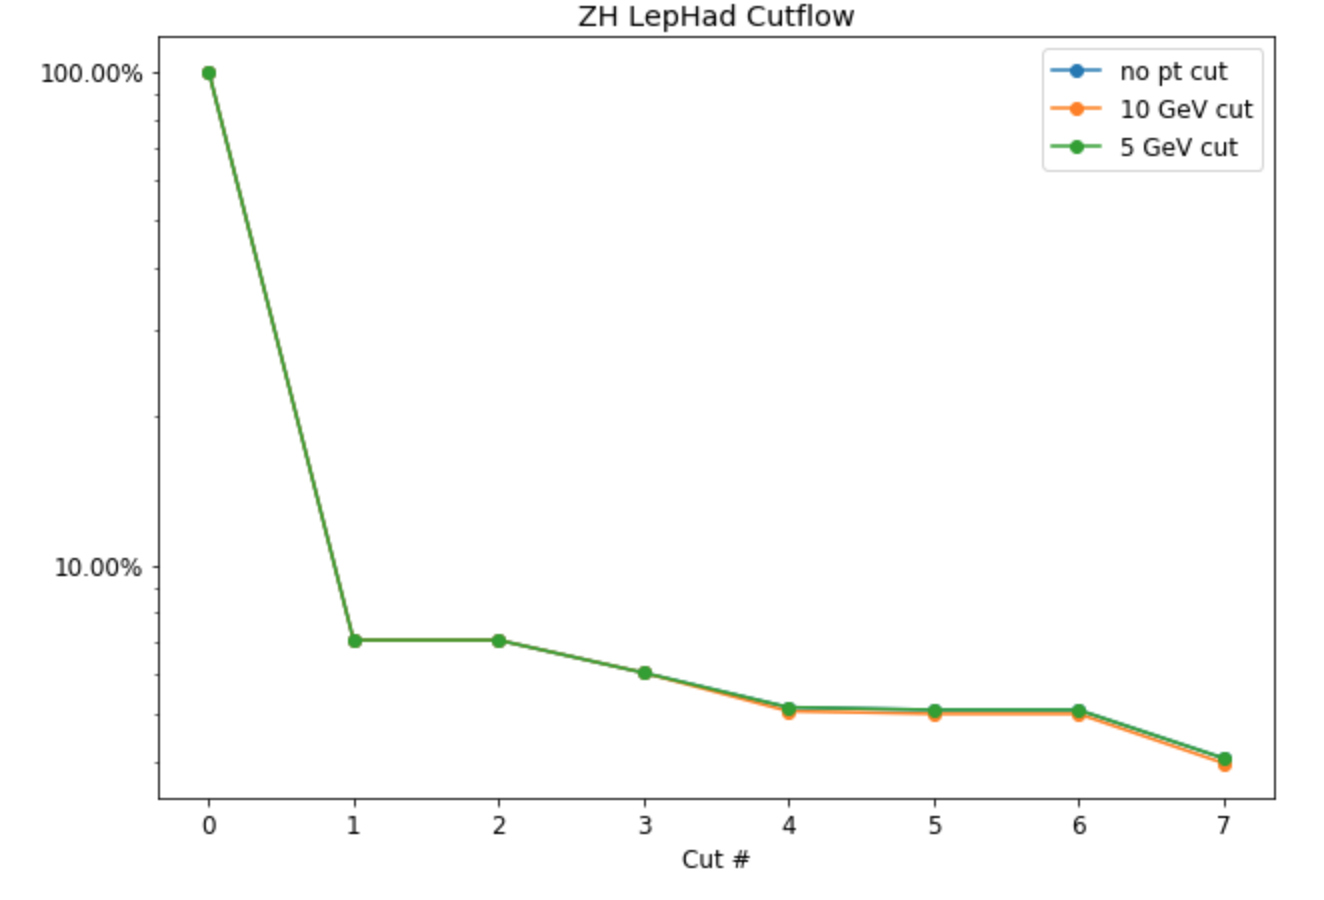 ZH LepHad Cutflow
100.00%
10.00%
no pt cut
10 GeV cut
5 GeV cut
0 1 2 3 4 5 6 7
Cut #